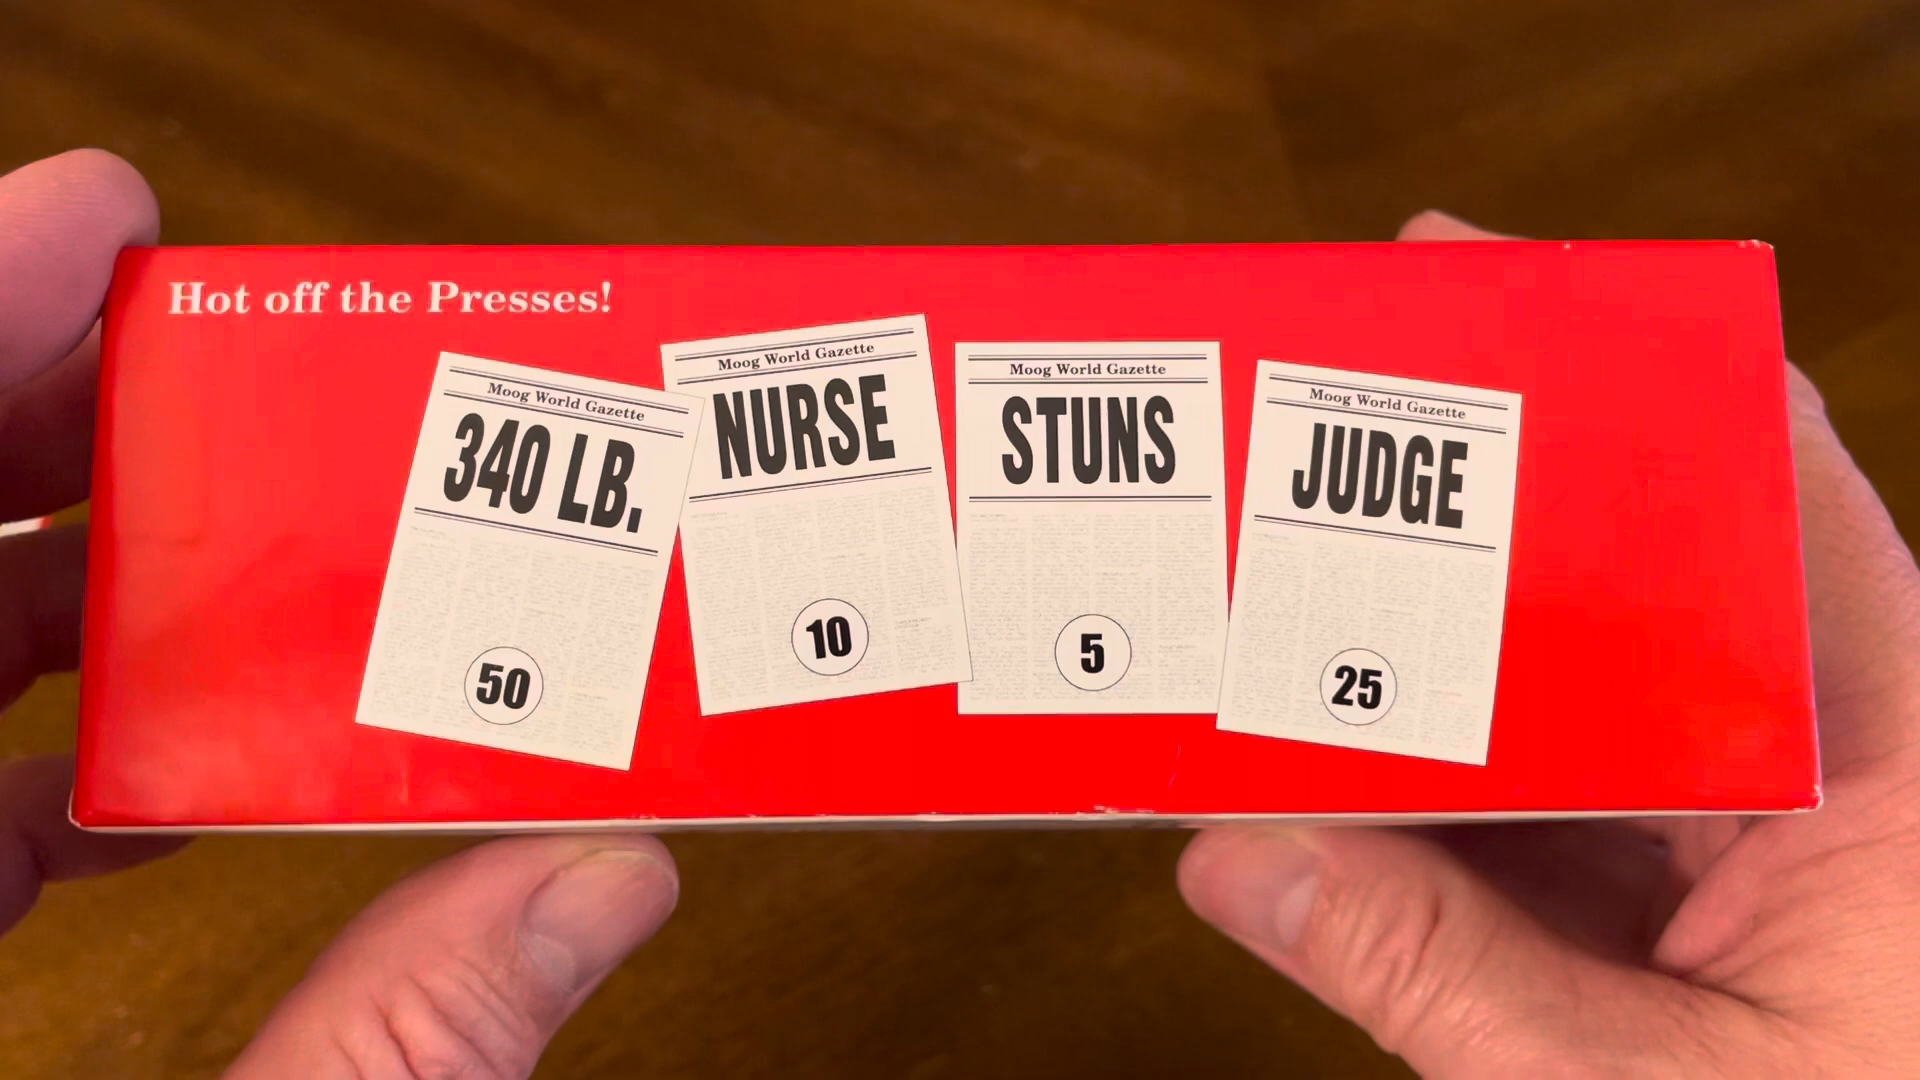 Hot off the Presses!
Moog World Gazette
340 LB.
50
Moog World Gazette
NURSE
10
Moog World Gazette
STUNS
5
Moog World Gazette
JUDGE
25